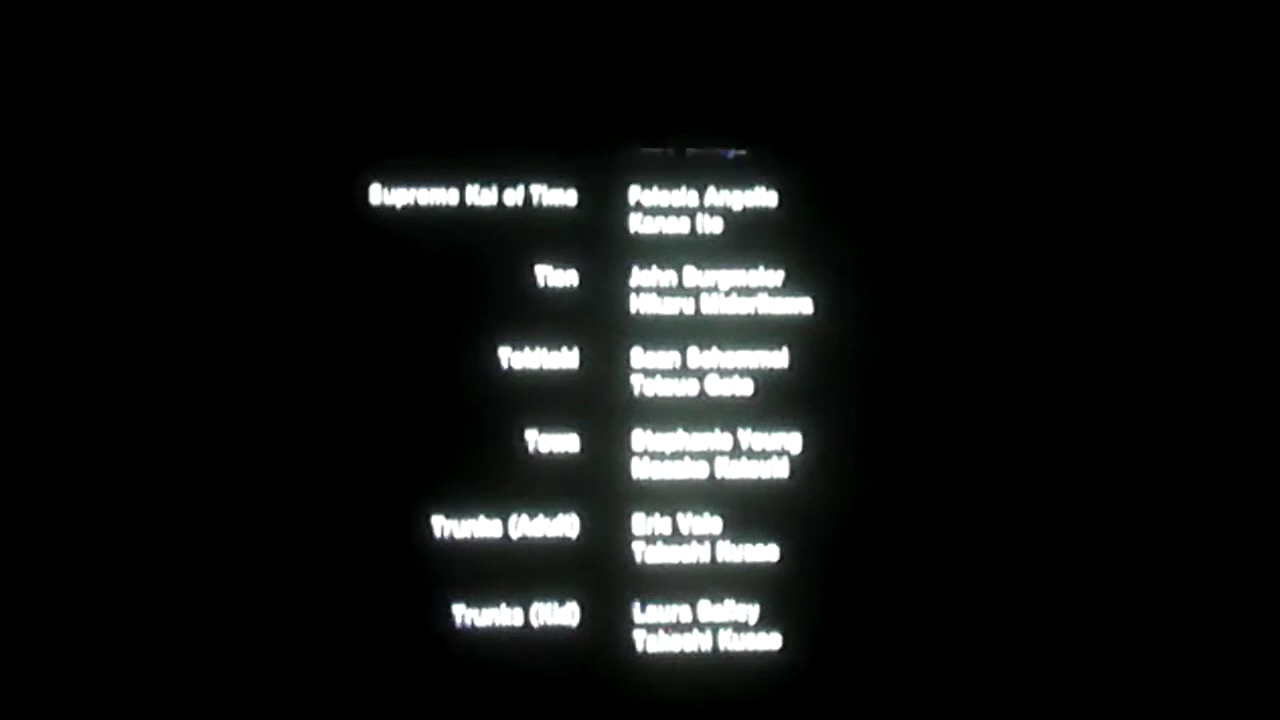 Supreme Kai of Time
Kanae Ito
Tien
John Burgmeier
Hikaru Midorikawa
Tokitoki
Sean Schemmel
Tetsuo Goto
Towa
Stephanie Young
Masako Katsuki
Trunks (Adult)
Eric Vale
Takeshi Kusao
Trunks (Kid)
Laura Bailey
Takeshi Kusao